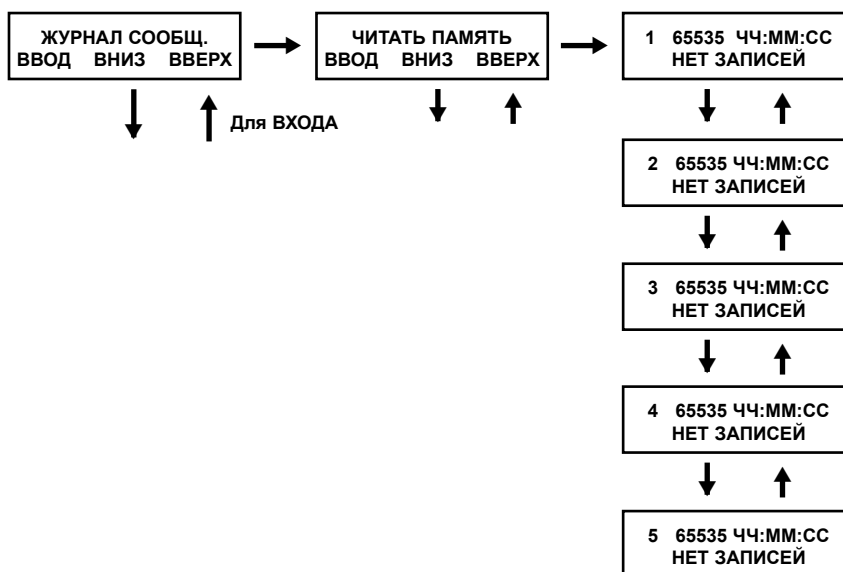 ЖУРНАЛ СООБЩ.
ВВОД ВНИЗ ВВЕРХ
ЧИТАТЬ ПАМЯТЬ
ВВОД ВНИЗ ВВЕРХ
1 65535 ЧЧ:ММ:СС
НЕТ ЗАПИСЕЙ
Для ВХОДА
2 65535 ЧЧ:ММ:СС
НЕТ ЗАПИСЕЙ
3 65535 ЧЧ:ММ:СС
НЕТ ЗАПИСЕЙ
4 65535 ЧЧ:ММ:СС
НЕТ ЗАПИСЕЙ
5 65535 ЧЧ:ММ:СС
НЕТ ЗАПИСЕЙ